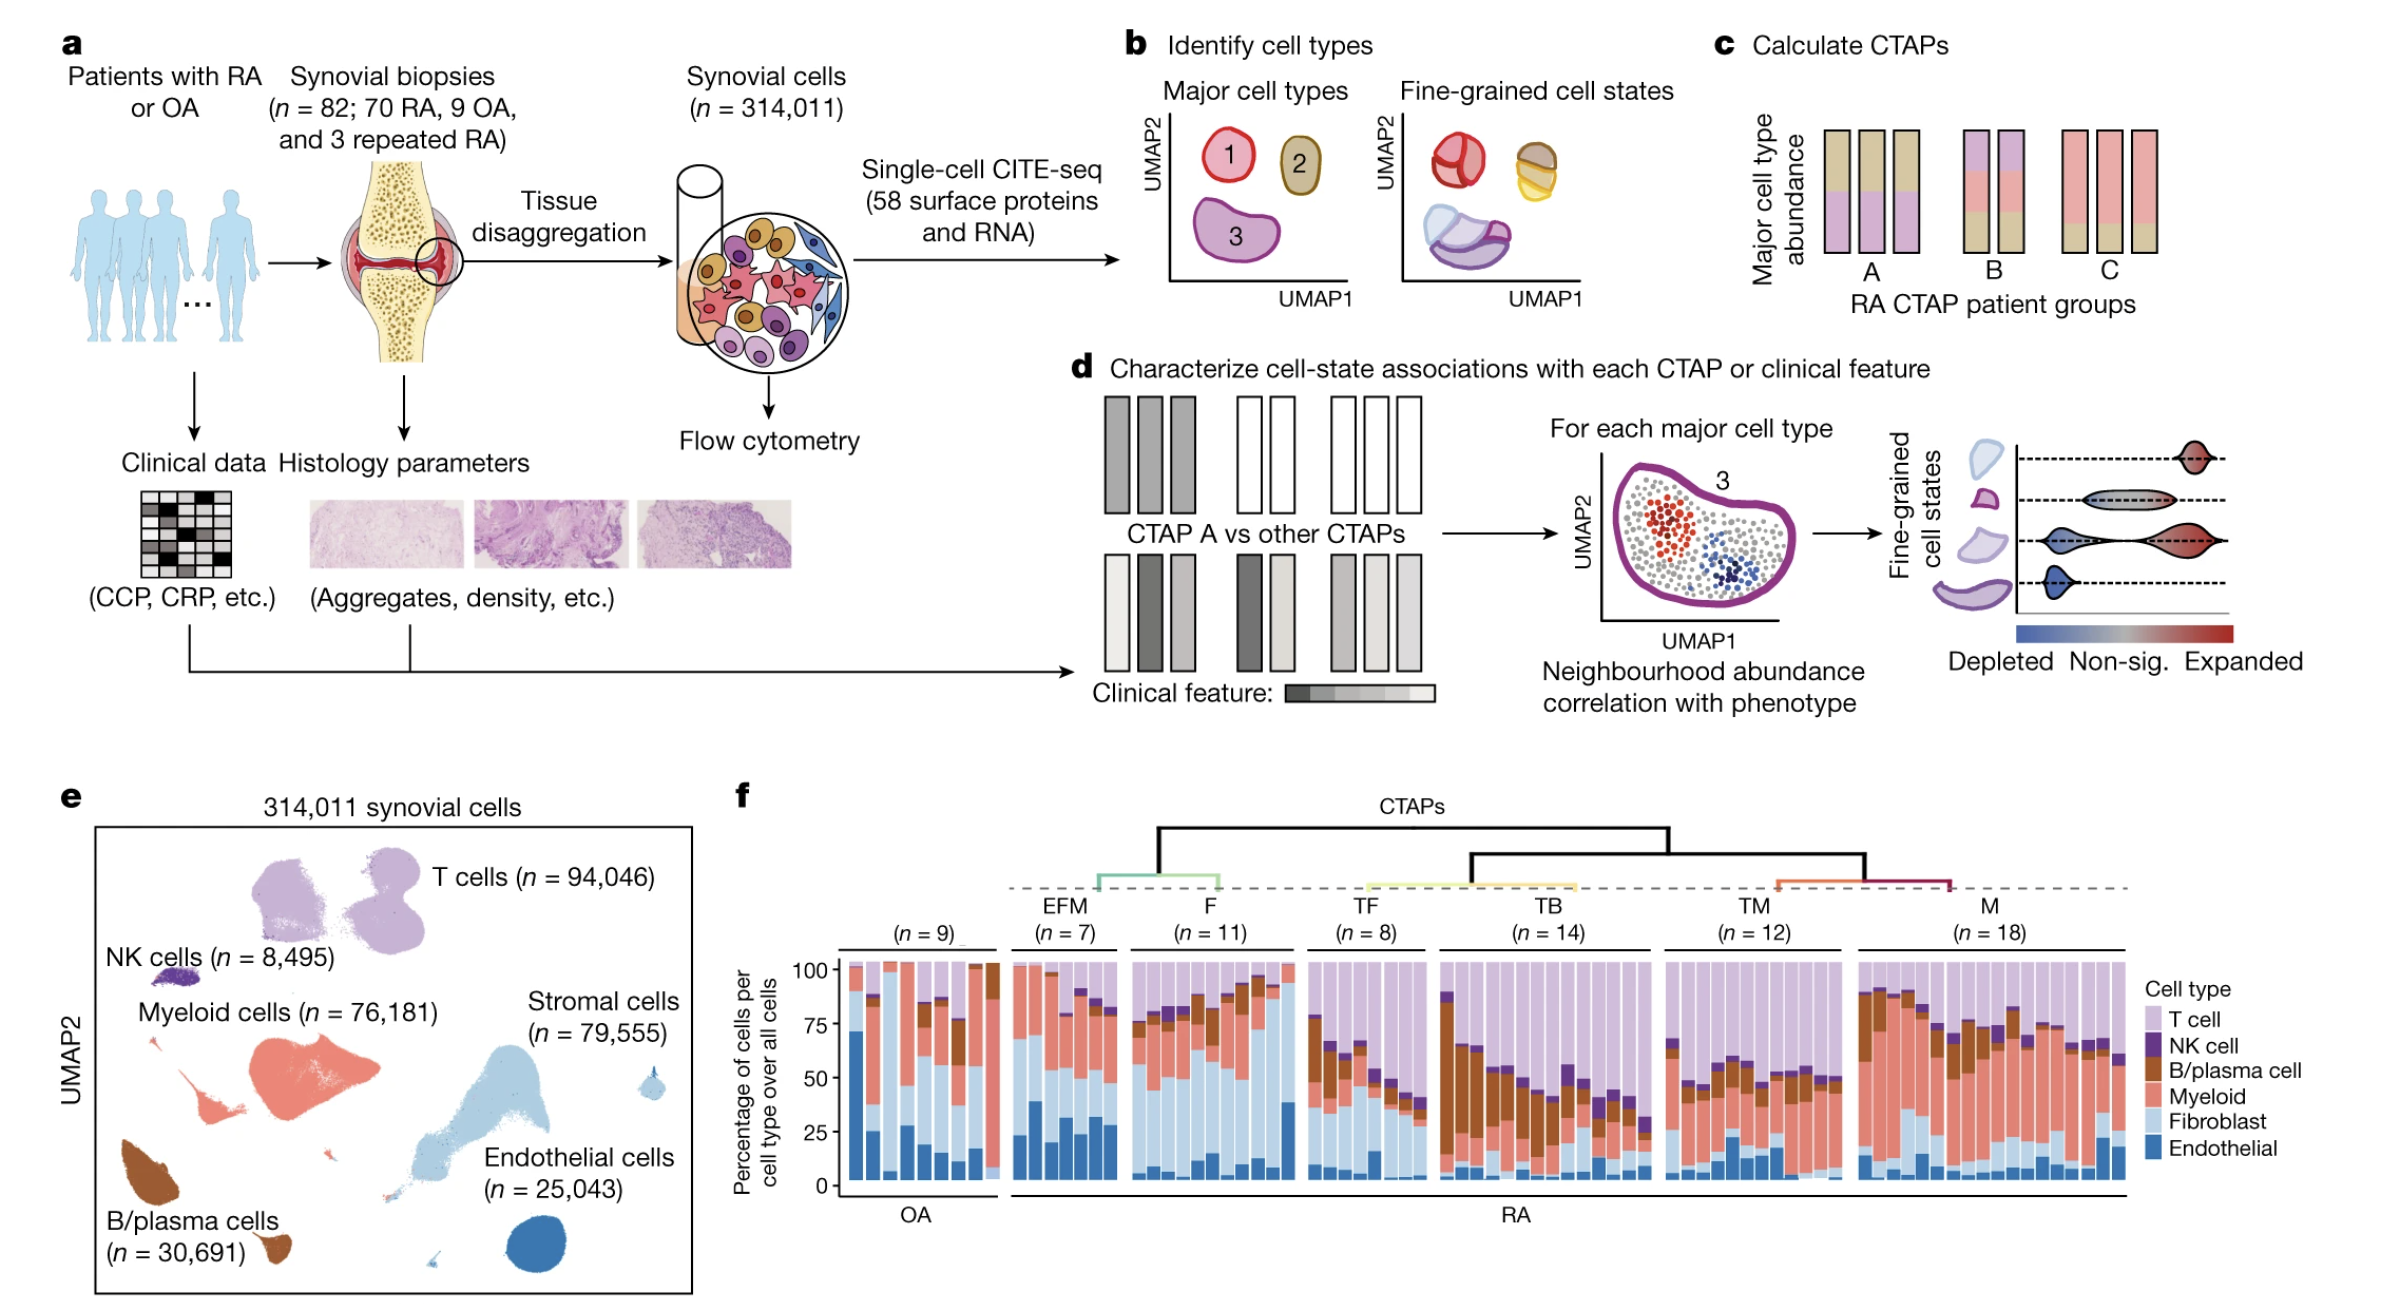 a
Patients with RA
or OA
Synovial biopsies
(n = 82; 70 RA, 9 OA,
and 3 repeated RA)
Synovial cells
(n = 314,011)
Tissue
disaggregation
Single-cell CITE-seq
(58 surface proteins
and RNA)
...
Flow cytometry
Clinical data
Histology parameters
(CCP, CRP, etc.)
(Aggregates, density, etc.)
b Identify cell types
Major cell types
UMAP2
1
2
3
UMAP1
Fine-grained cell states
UMAP2
UMAP1
c Calculate CTAPs
Major cell type
abundance
A
B
C
RA CTAP patient groups
d Characterize cell-state associations with each CTAP or clinical feature
CTAP A vs other CTAPs
Clinical feature:
For each major cell type
UMAP2
3
UMAP1
Neighbourhood abundance
correlation with phenotype
Fine-grained
cell states
Depleted Non-sig. Expanded
e
314,011 synovial cells
T cells (n = 94,046)
NK cells (n = 8,495)
Myeloid cells (n = 76,181)
Stromal cells
(n = 79,555)
Endothelial cells
(n = 25,043)
B/plasma cells
(n = 30,691)
UMAP2
f
CTAPs
EFM
F
TF
TB
TM
M
(n = 9)
(n = 7)
(n = 11)
(n = 8)
(n = 14)
(n = 12)
(n = 18)
Percentage of cells per
cell type over all cells
100
75
50
25
0
OA
RA
Cell type
T cell
NK cell
B/plasma cell
Myeloid
Fibroblast
Endothelial